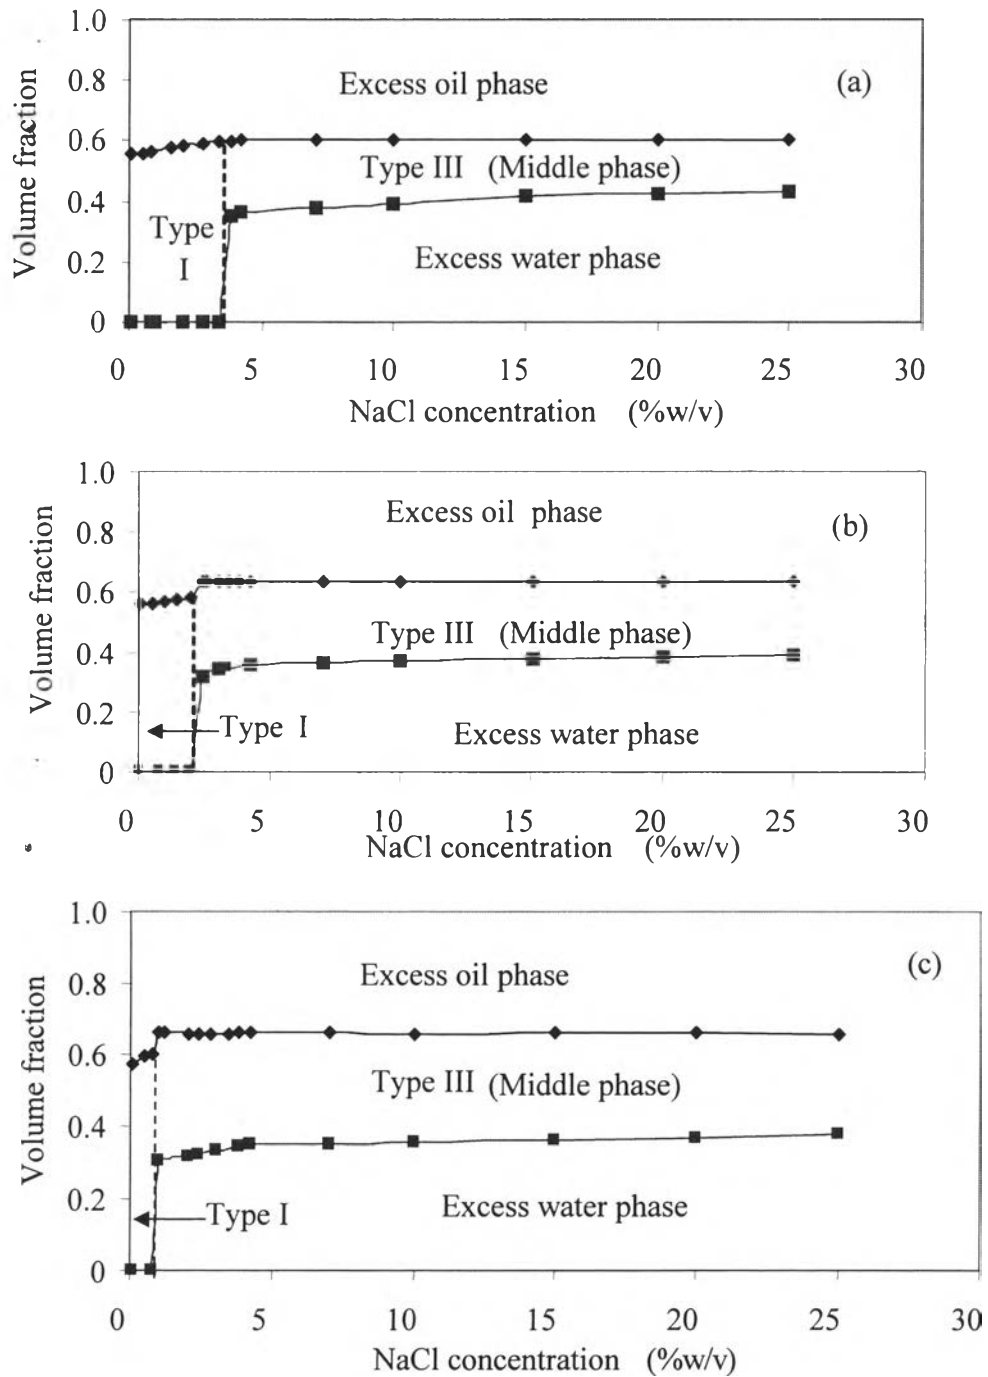 1.0
(a)
Excess oil phase
0.8
0.6
Type III (Middle phase)
0.4
Type
I
Excess water phase
0.2
0
Volume fraction
0 5 10 15 20 25 30
NaCl concentration (%w/v)
1.0
Excess oil phase
(b)
0.8
0.6
Type III (Middle phase)
0.4
Type I
Excess water phase
0.2
0
Volume fraction
0 5 10 15 20 25 30
NaCl concentration (%w/v)
1.0
Excess oil phase
(c)
0.8
0.6
Type III (Middle phase)
0.4
Type I
Excess water phase
0.2
0
Volume fraction
0 5 10 15 20 25 30
NaCl concentration (%w/v)